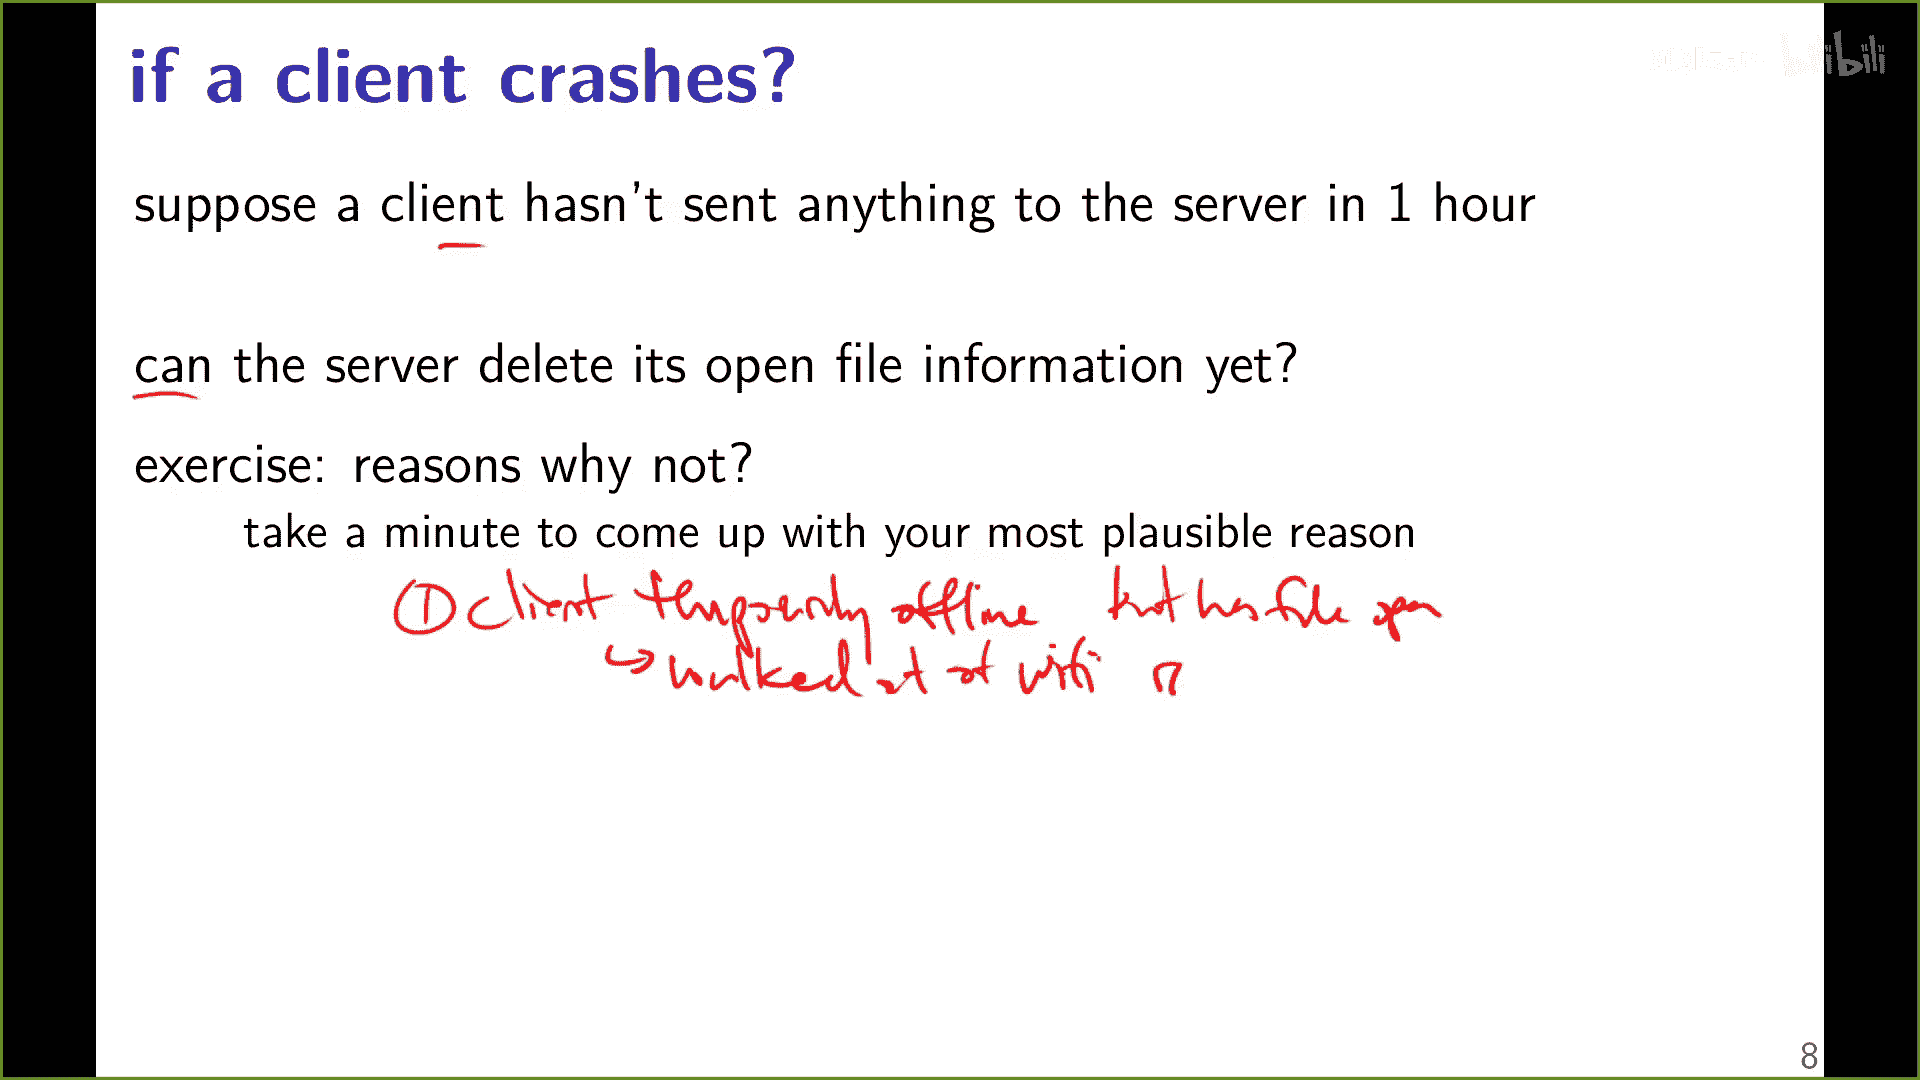 if a client crashes?
bilibili
suppose a client hasn't sent anything to the server in 1 hour
can the server delete its open file information yet?
exercise: reasons why not?
take a minute to come up with your most plausible reason
① client temporarily offline but has file open
↳ walked out of wifi
8